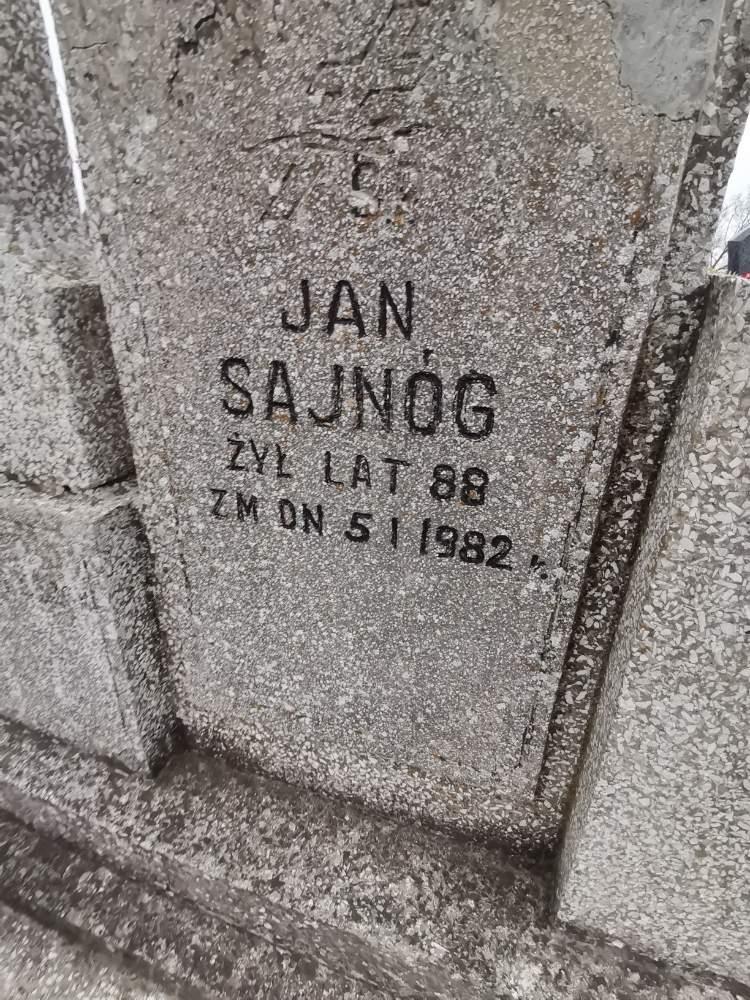 JAN
SAJNÓG
ŻYŁ LAT 88
ZM DN 5 I 1982 r.